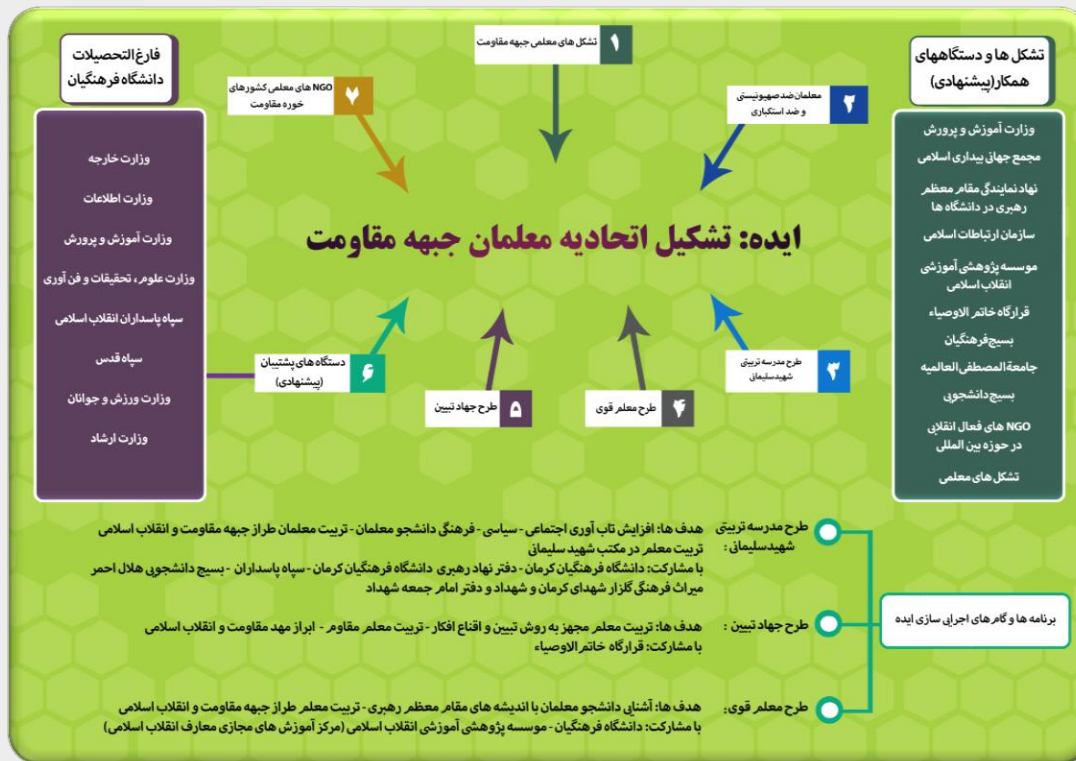 تشکل ها و دستگاههای
همکار(پیشنهادی)
وزارت آموزش و پرورش
مجمع جهانی بیداری اسلامی
نهاد نمایندگی مقام معظم
رهبری در دانشگاه ها
سازمان ارتباطات اسلامی
موسسه پژوهشی آموزشی
انقلاب اسلامی
قرارگاه خاتم الاوصیاء
بسیج فرهنگیان
جامعة المصطفی العالمیه
بسیج دانشجویی
NGO های فعال انقلابی
در حوزه بین المللی
تشکل های معلمی
۱
تشکل های معلمی جبهه مقاومت
۲
معلمان ضد صهیونیستی
و ضد استکباری
۷
NGO های معلمی کشورهای
خوره مقاومت
ایده: تشکیل اتحادیه معلمان جبهه مقاومت
۳
طرح مدرسه تربیتی
شهید سلیمانی
۴
طرح معلم قوی
۵
طرح جهاد تبیین
۶
دستگاه های پشتیبان
(پیشنهادی)
فارغ التحصیلات
دانشگاه فرهنگیان
وزارت خارجه
وزارت اطلاعات
وزارت آموزش و پرورش
وزارت علوم، تحقیقات و فن آوری
سپاه پاسداران انقلاب اسلامی
سپاه قدس
وزارت ورزش و جوانان
وزارت ارشاد
برنامه ها و گام های اجرایی سازی ایده
طرح مدرسه تربیتی
شهید سلیمانی :
هدف ها: افزایش تاب آوری اجتماعی - سیاسی - فرهنگی دانشجو معلمان - تربیت معلمان طراز جبهه مقاومت و انقلاب اسلامی
تربیت معلم در مکتب شهید سلیمانی
با مشارکت: دانشگاه فرهنگیان کرمان - دفتر نهاد رهبری دانشگاه فرهنگیان کرمان - سپاه پاسداران - بسیج دانشجویی هلال احمر
میراث فرهنگی گلزار شهدای کرمان و شهداد و دفتر امام جمعه شهداد
طرح جهاد تبیین :
هدف ها: تربیت معلم مجهز به روش تبیین و اقناع افکار - تربیت معلم مقاوم - ابراز مهد مقاومت و انقلاب اسلامی
با مشارکت: قرارگاه خاتم الاوصیاء
طرح معلم قوی:
هدف ها: آشنایی دانشجو معلمان با اندیشه های مقام معظم رهبری - تربیت معلم طراز جبهه مقاومت و انقلاب اسلامی
با مشارکت: دانشگاه فرهنگیان - موسسه پژوهشی آموزشی انقلاب اسلامی (مرکز آموزش های مجازی معارف انقلاب اسلامی)